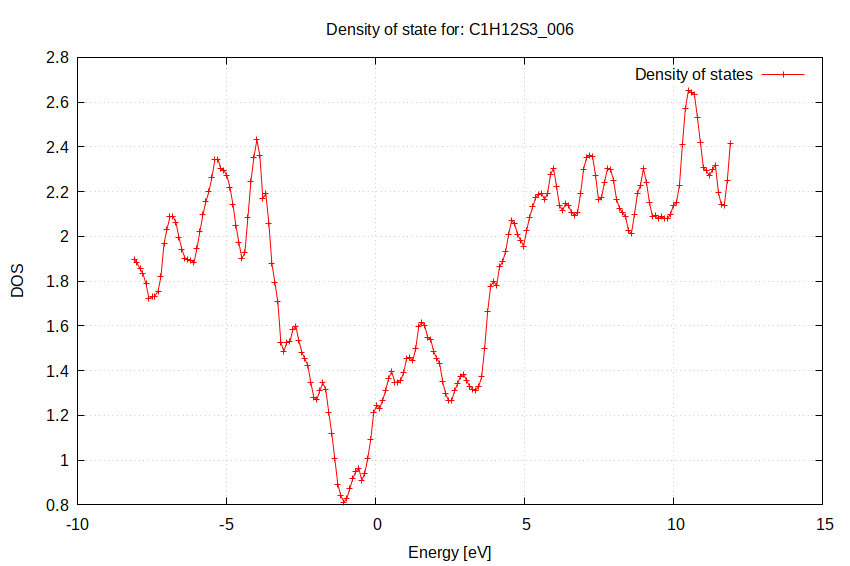 Density of state for: C1H12S3_006
Density of states
2.8
2.6
2.4
2.2
2
1.8
1.6
1.4
1.2
1
0.8
DOS
-10 -5 0 5 10 15
Energy [eV]